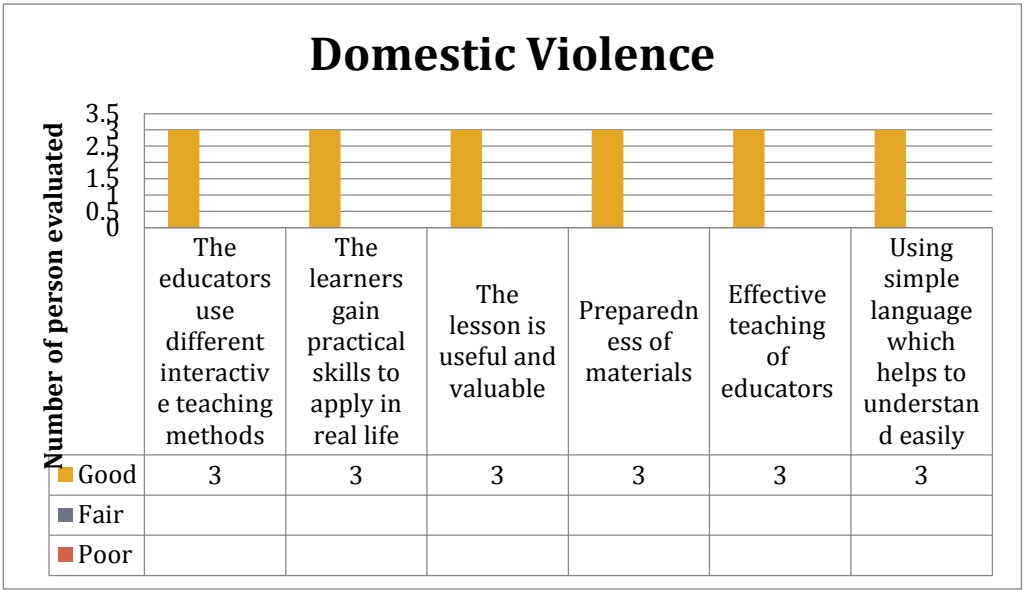 Domestic Violence
Number of person evaluated
3.5
3
2.5
2
1.5
1
0.5
0
The
educators
use
different
interactiv
e teaching
methods
The
learners
gain
practical
skills to
apply in
real life
The
lesson is
useful and
valuable
Preparedn
ess of
materials
Effective
teaching
of
educators
Using
simple
language
which
helps to
understan
d easily
Good 3 3 3 3 3 3
Fair
Poor